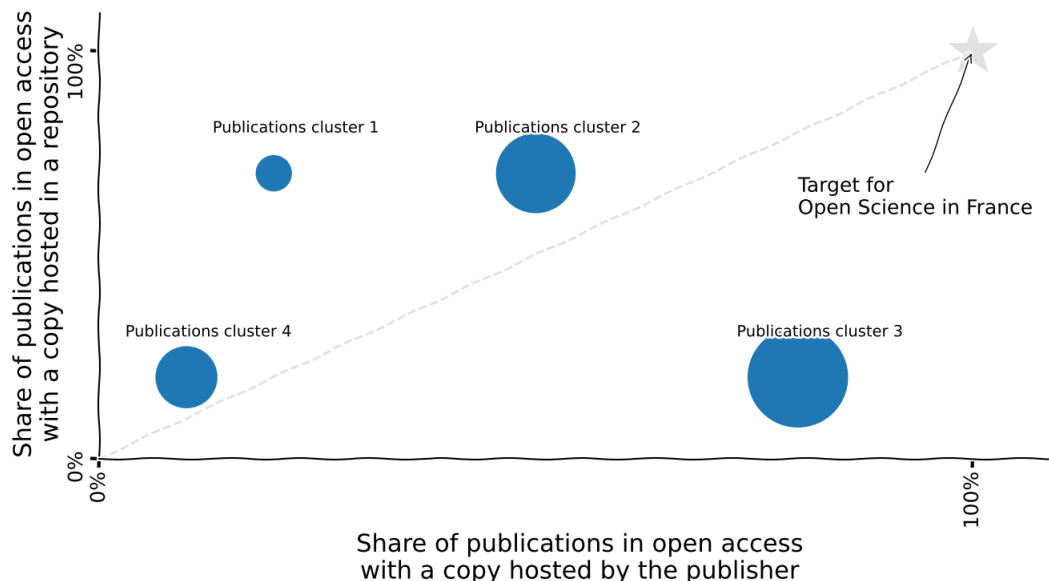 Share of publications in open access
with a copy hosted in a repository
100%
0%
Publications cluster 1
Publications cluster 2
Target for
Open Science in France
Publications cluster 4
Publications cluster 3
0%
100%
Share of publications in open access
with a copy hosted by the publisher